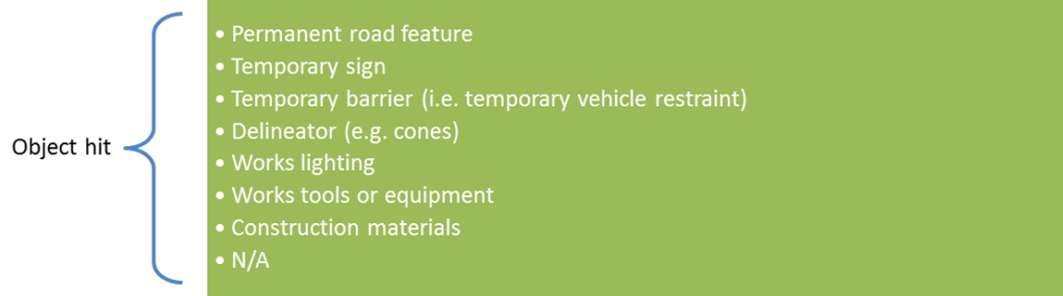 Object hit
• Permanent road feature
• Temporary sign
• Temporary barrier (i.e. temporary vehicle restraint)
• Delineator (e.g. cones)
• Works lighting
• Works tools or equipment
• Construction materials
• N/A